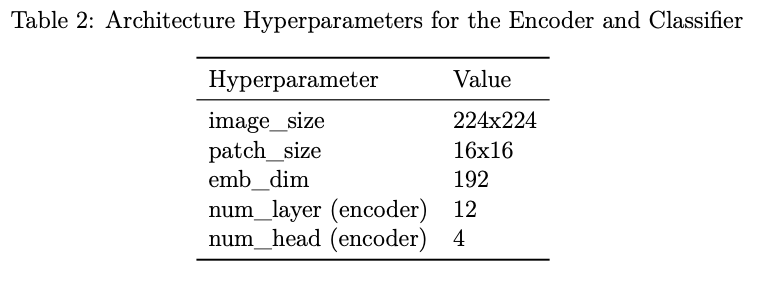 Table 2: Architecture Hyperparameters for the Encoder and Classifier
Hyperparameter Value
image_size 224x224
patch_size 16x16
emb_dim 192
num_layer (encoder) 12
num_head (encoder) 4